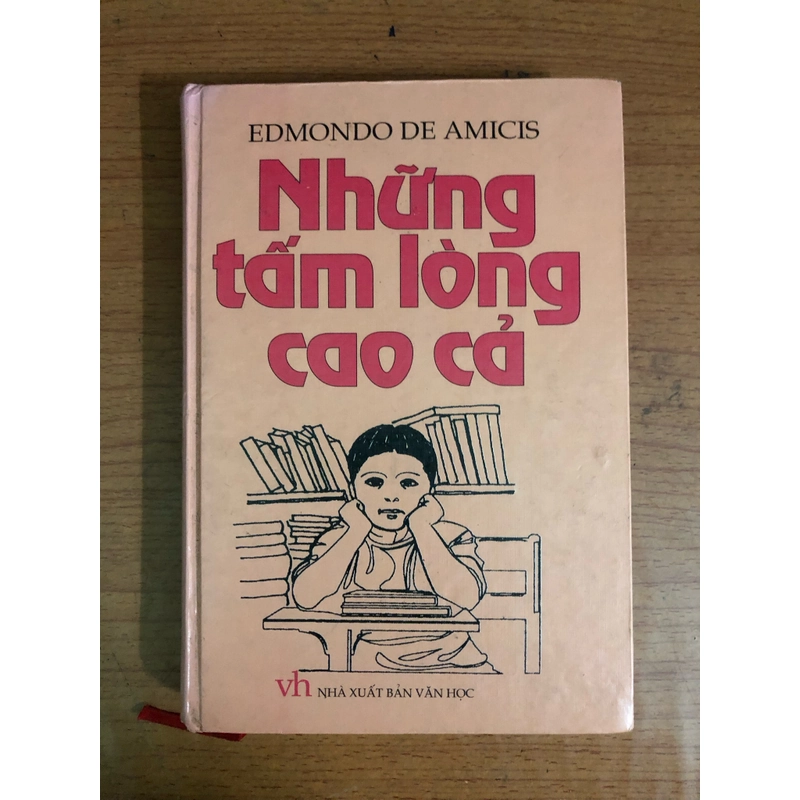 EDMONDO DE AMICIS
Những
tấm lòng
cao cả
vh NHÀ XUẤT BẢN VĂN HỌC